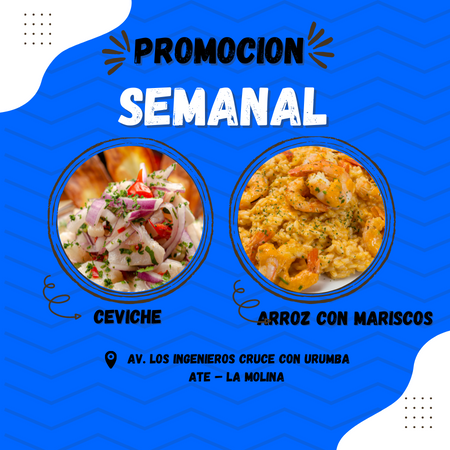 PROMOCION
SEMANAL
CEVICHE
ARROZ CON MARISCOS
AV. LOS INGENIEROS CRUCE CON URUMBA
ATE – LA MOLINA